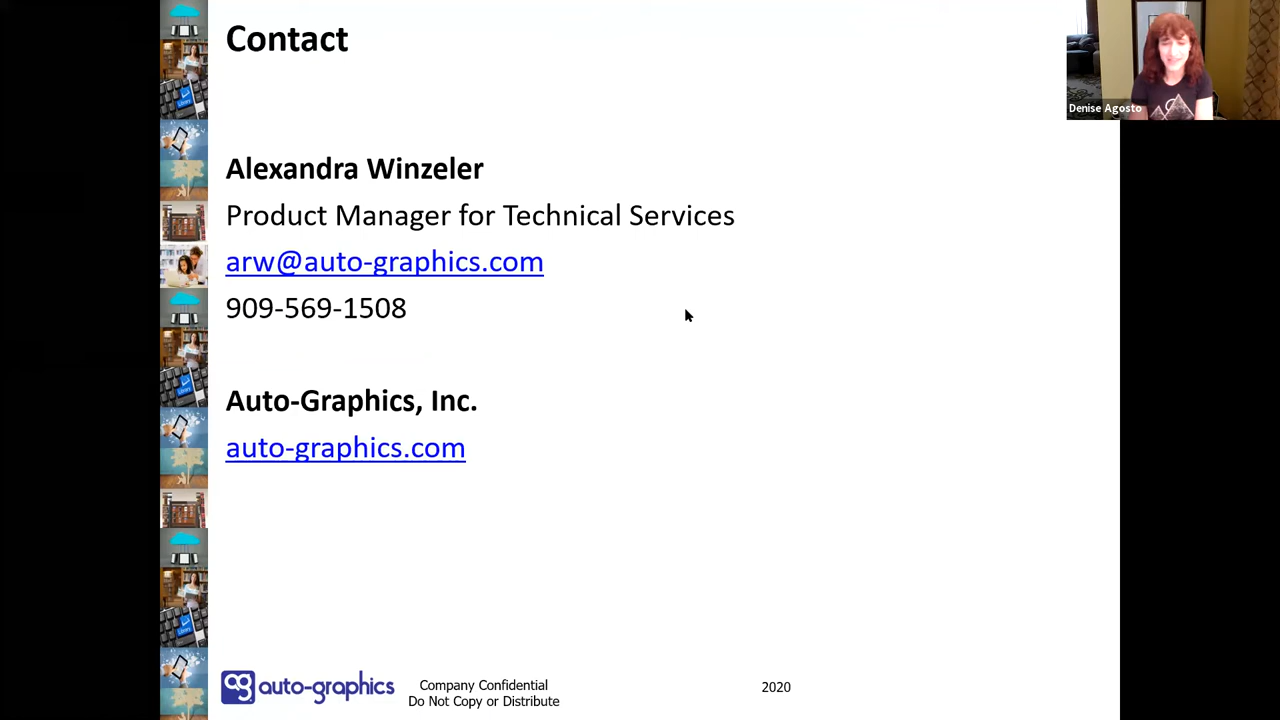 Contact
Denise Agosto
Alexandra Winzeler
Product Manager for Technical Services
arw@auto-graphics.com
909-569-1508
Auto-Graphics, Inc.
auto-graphics.com
ag auto-graphics
Company Confidential
Do Not Copy or Distribute
2020